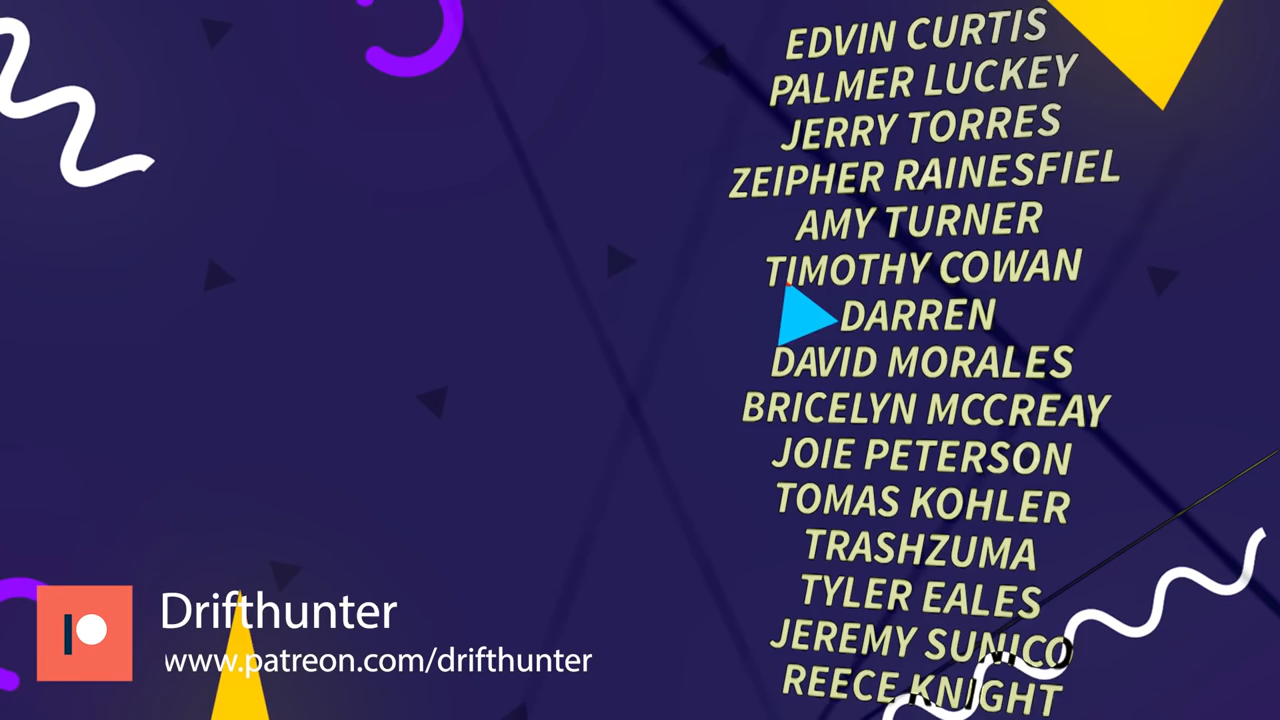 EDVIN CURTIS
PALMER LUCKEY
JERRY TORRES
ZEIPHER RAINESFIEL
AMY TURNER
TIMOTHY COWAN
DARREN
DAVID MORALES
BRICELYN MCCREAY
JOIE PETERSON
TOMAS KOHLER
TRASHZUMA
TYLER EALES
JEREMY SUNICO
REECE KNIGHT
Drifthunter
www.patreon.com/drifthunter